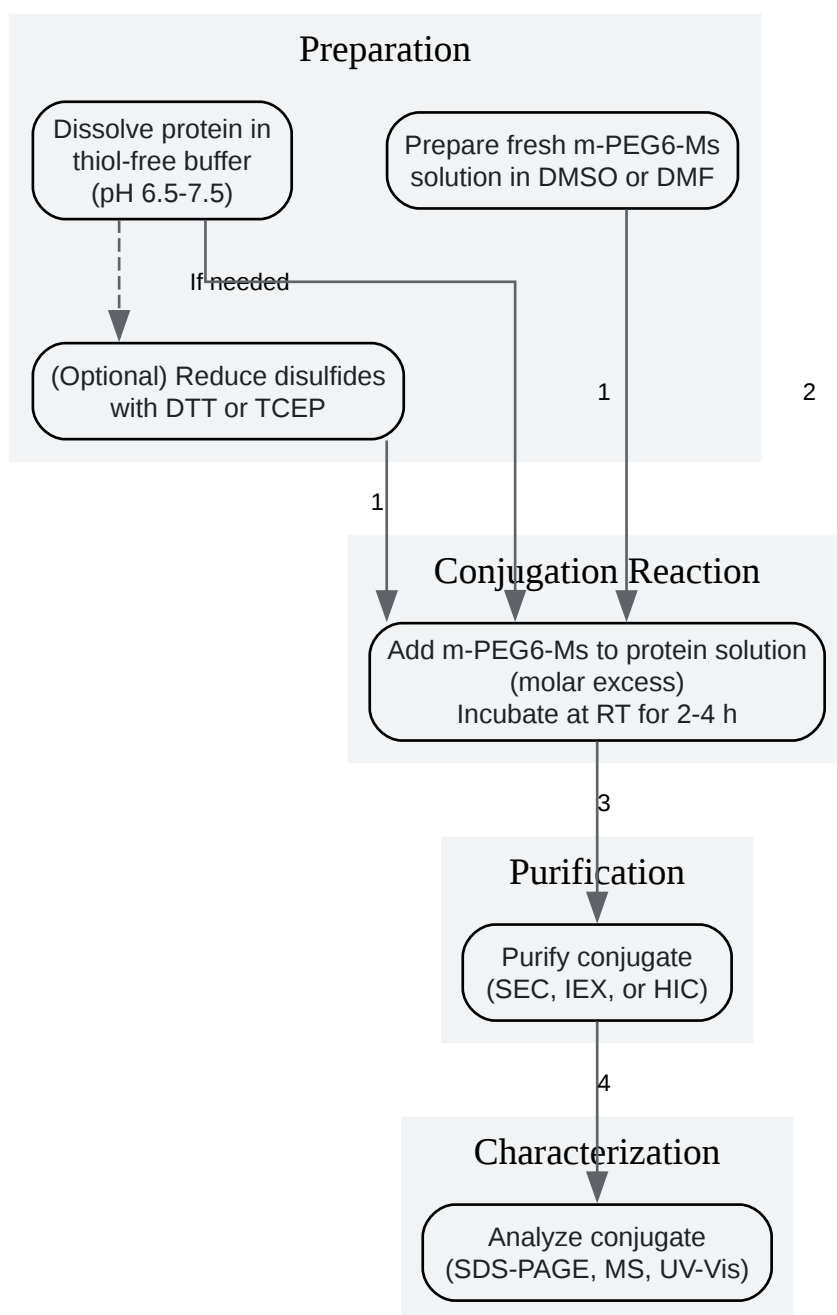 Preparation
Dissolve protein in
thiol-free buffer
(pH 6.5-7.5)
Prepare fresh m-PEG6-Ms
solution in DMSO or DMF
If needed
(Optional) Reduce disulfides
with DTT or TCEP
1
2
1
Conjugation Reaction
Add m-PEG6-Ms to protein solution
(molar excess)
Incubate at RT for 2-4 h
3
Purification
Purify conjugate
(SEC, IEX, or HIC)
4
Characterization
Analyze conjugate
(SDS-PAGE, MS, UV-Vis)